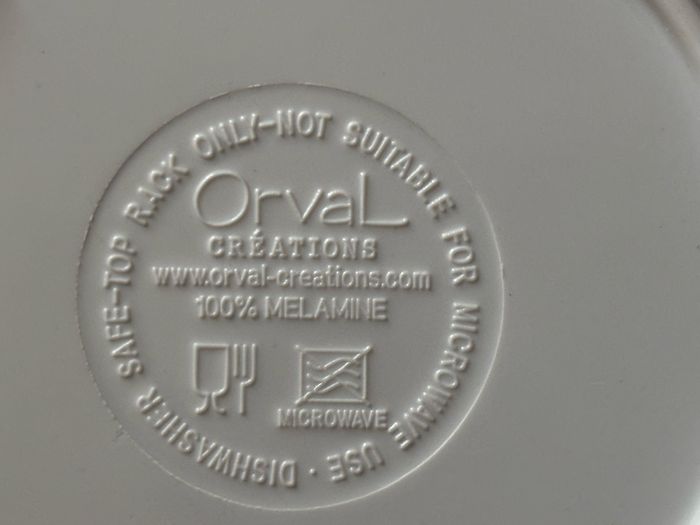 DISHWASHER SAFE-TOP RACK ONLY-NOT SUITABLE FOR MICROWAVE USE ·
OrvaL
CRÉATIONS
www.orval-creations.com
100% MELAMINE
MICROWAVE